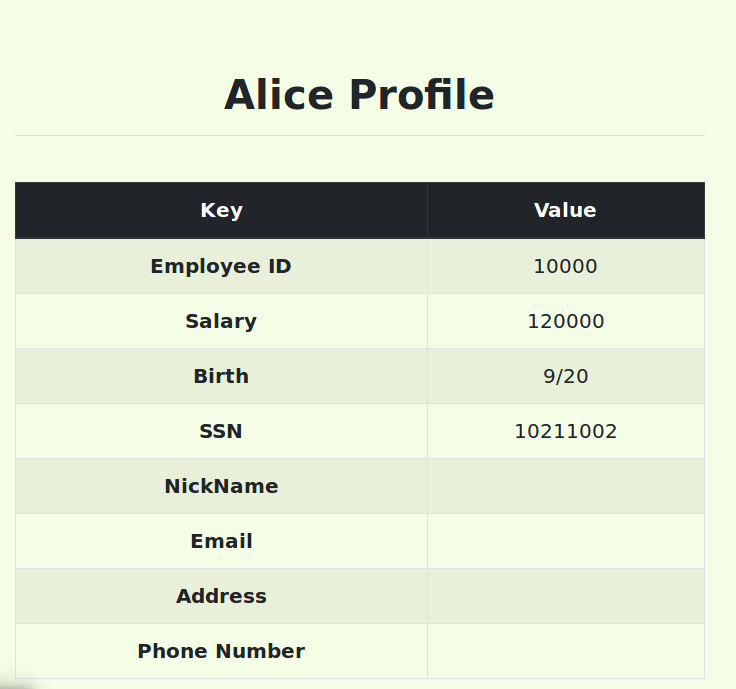 Alice Profile
Key Value
Employee ID 10000
Salary 120000
Birth 9/20
SSN 10211002
NickName
Email
Address
Phone Number